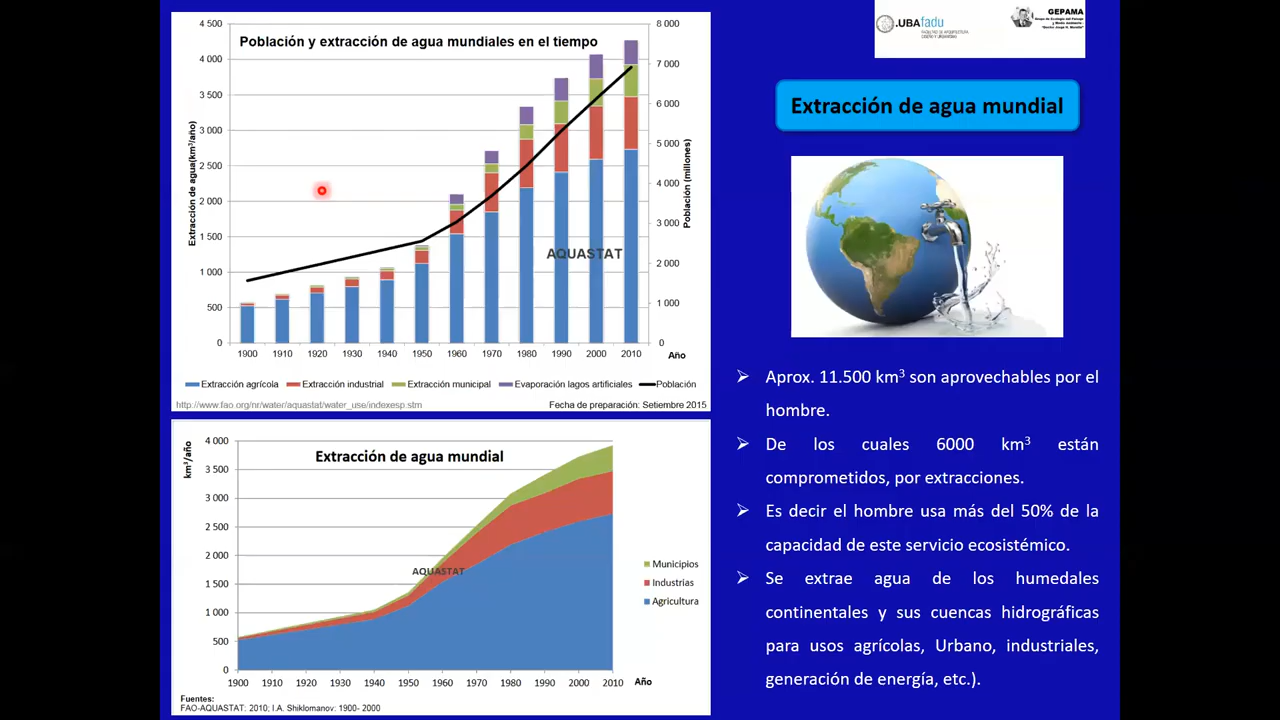 .UBAfadu
FACULTAD DE ARQUITECTURA
DISEÑO Y URBANISMO
GEPAMA
Grupo de Ecología del Paisaje
y Medio Ambiente
Extracción de agua mundial
Población y extracción de agua mundiales en el tiempo
Extracción de agua(km³/año)
4 500
4 000
3 500
3 000
2 500
2 000
1 500
1 000
500
0
8 000
7 000
6 000
5 000
4 000
3 000
2 000
1 000
0
Población (millones)
AQUASTAT
1900 1910 1920 1930 1940 1950 1960 1970 1980 1990 2000 2010
Año
Extracción agrícola Extracción industrial Extracción municipal Evaporación lagos artificiales Población
http://www.fao.org/nr/water/aquastat/water_use/indexesp.stm Fecha de preparación: Setiembre 2015
Extracción de agua mundial
km³/año
4 000
3 500
3 000
2 500
2 000
1 500
1 000
500
0
AQUASTAT
Municipios
Industrias
Agricultura
1900 1910 1920 1930 1940 1950 1960 1970 1980 1990 2000 2010
Año
Fuentes:
FAO-AQUASTAT: 2010; I.A. Shiklomanov: 1900- 2000
Aprox. 11.500 km³ son aprovechables por el
hombre.
De los cuales 6000 km³ están
comprometidos, por extracciones.
Es decir el hombre usa más del 50% de la
capacidad de este servicio ecosistémico.
Se extrae agua de los humedales
continentales y sus cuencas hidrográficas
para usos agrícolas, Urbano, industriales,
generación de energía, etc.).